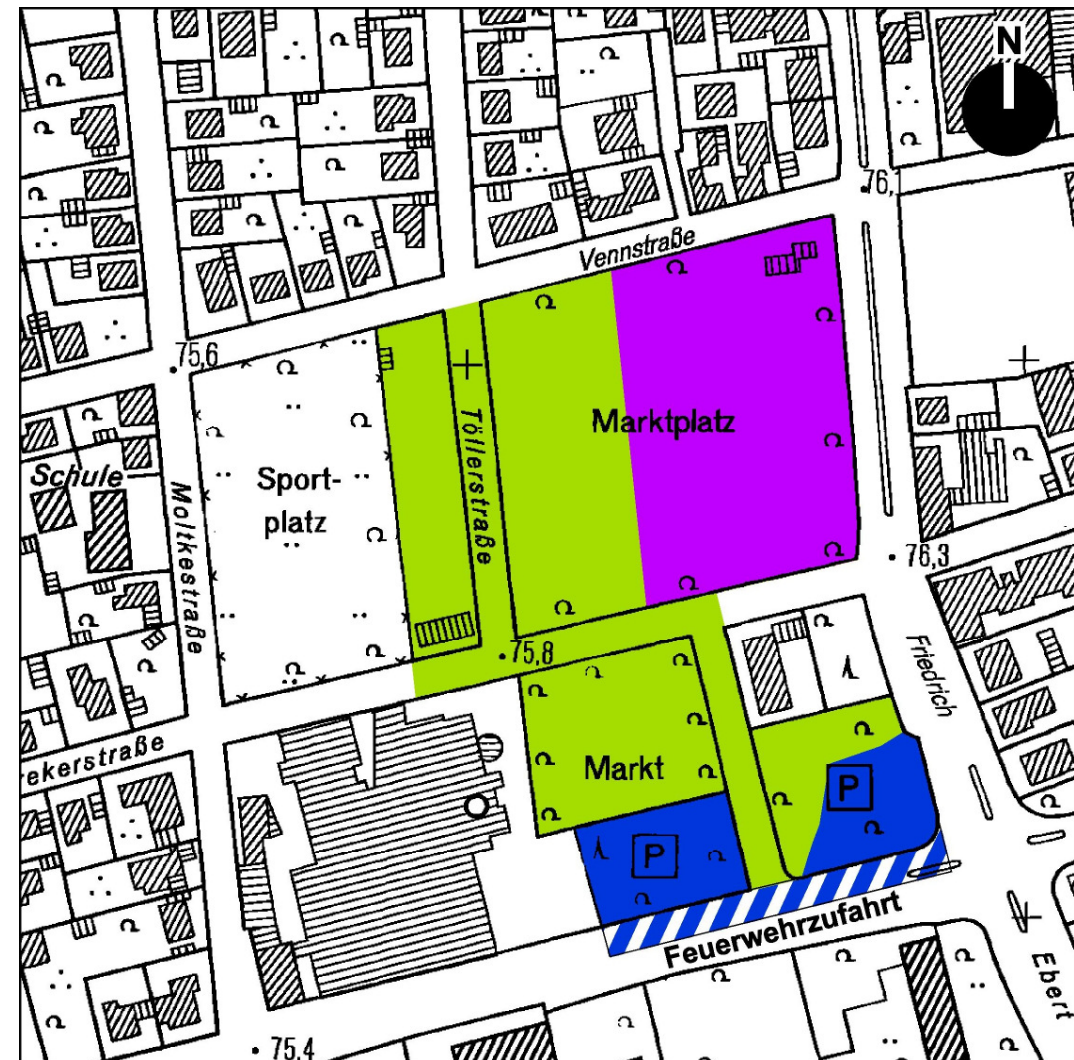 N
76,1
Vennstraße
75,6
Töllerstraße
Marktplatz
Schule
Sport-
platz
Moltkestraße
76,3
75,8
Friedrich
rekerstraße
Markt
P
P
Feuerwehrzufahrt
Ebert
75,4